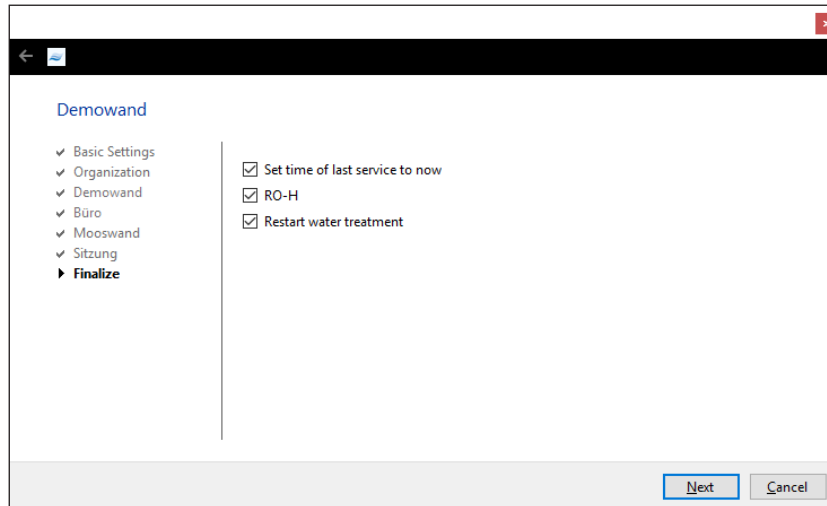 Demowand
Basic Settings
Organization
Demowand
Büro
Mooswand
Sitzung
Finalize
Set time of last service to now
RO-H
Restart water treatment
Next
Cancel